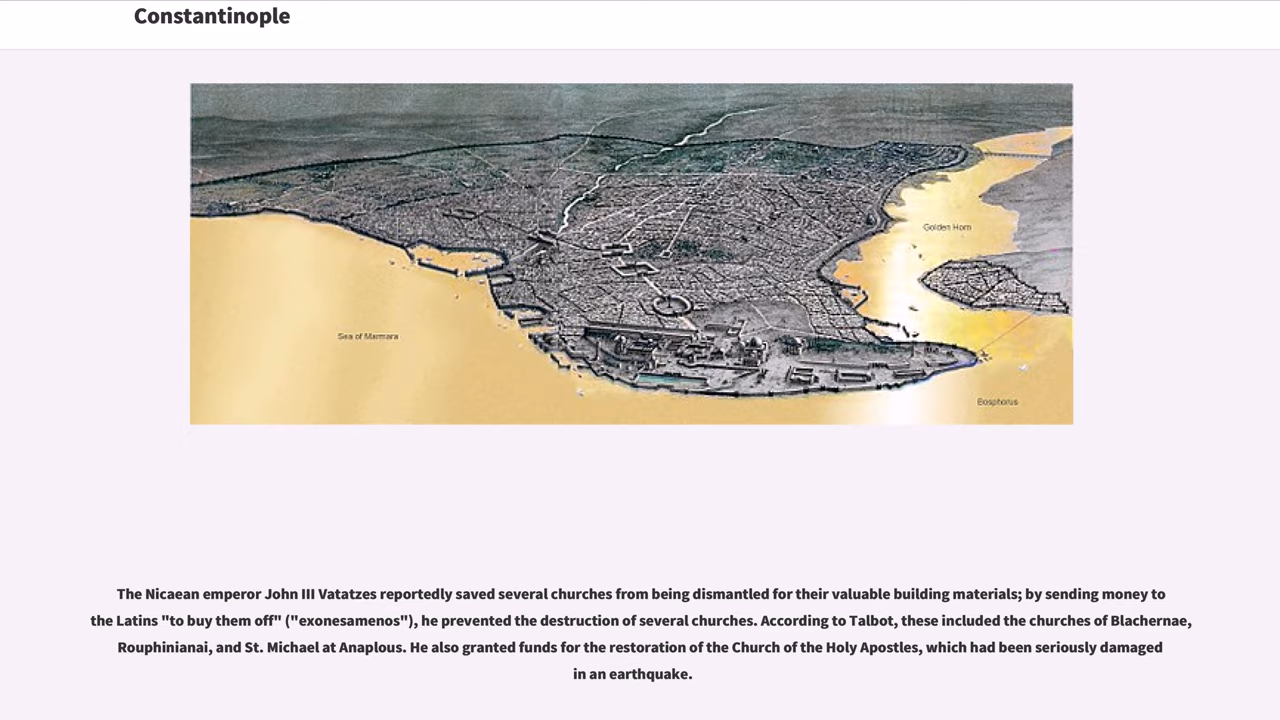 Constantinople
Golden Horn
Sea of Marmara
Bosphorus
The Nicaean emperor John III Vatatzes reportedly saved several churches from being dismantled for their valuable building materials; by sending money to
the Latins "to buy them off" ("exonesamenos"), he prevented the destruction of several churches. According to Talbot, these included the churches of Blachernae,
Rouphinianai, and St. Michael at Anaplous. He also granted funds for the restoration of the Church of the Holy Apostles, which had been seriously damaged
in an earthquake.